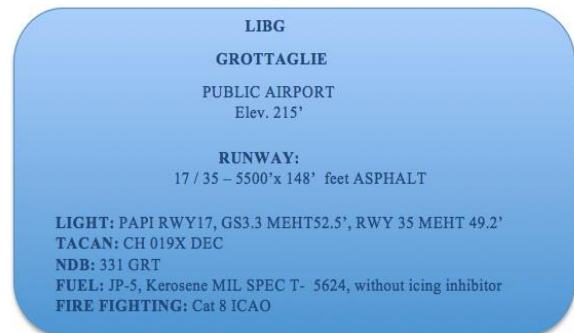 LIBG
GROTTAGLIE
PUBLIC AIRPORT
Elev. 215’
RUNWAY:
17 / 35 – 5500’x 148’ feet ASPHALT
LIGHT: PAPI RWY17, GS3.3 MEHT52.5’, RWY 35 MEHT 49.2’
TACAN: CH 019X DEC
NDB: 331 GRT
FUEL: JP-5, Kerosene MIL SPEC T- 5624, without icing inhibitor
FIRE FIGHTING: Cat 8 ICAO